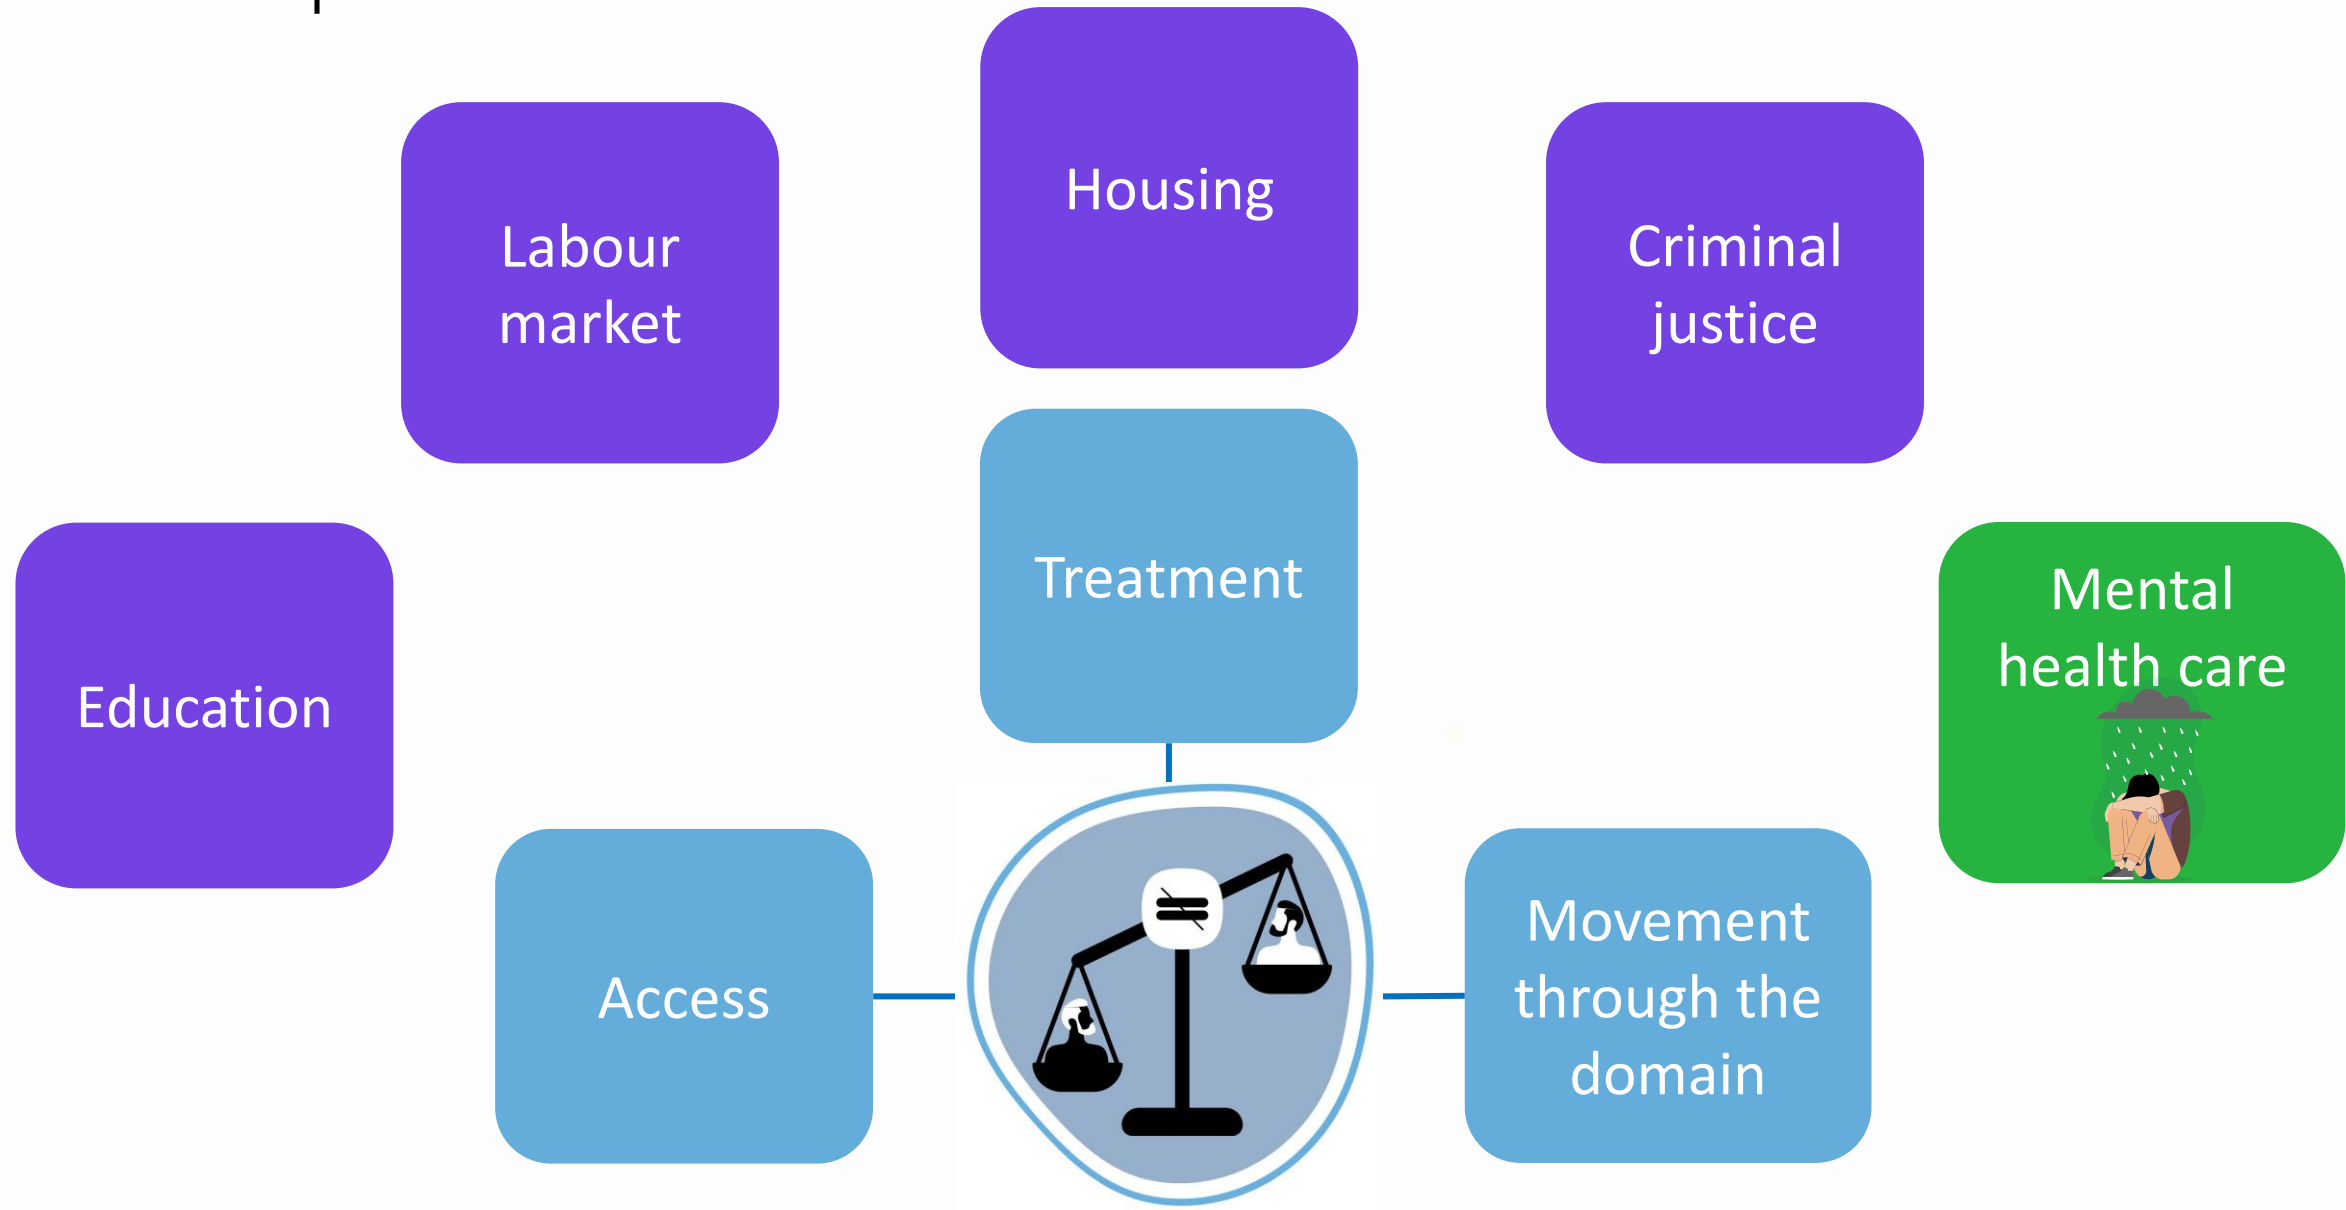 Housing
Labour
market
Criminal
justice
Treatment
Mental
health care
Education
Access
Movement
through the
domain